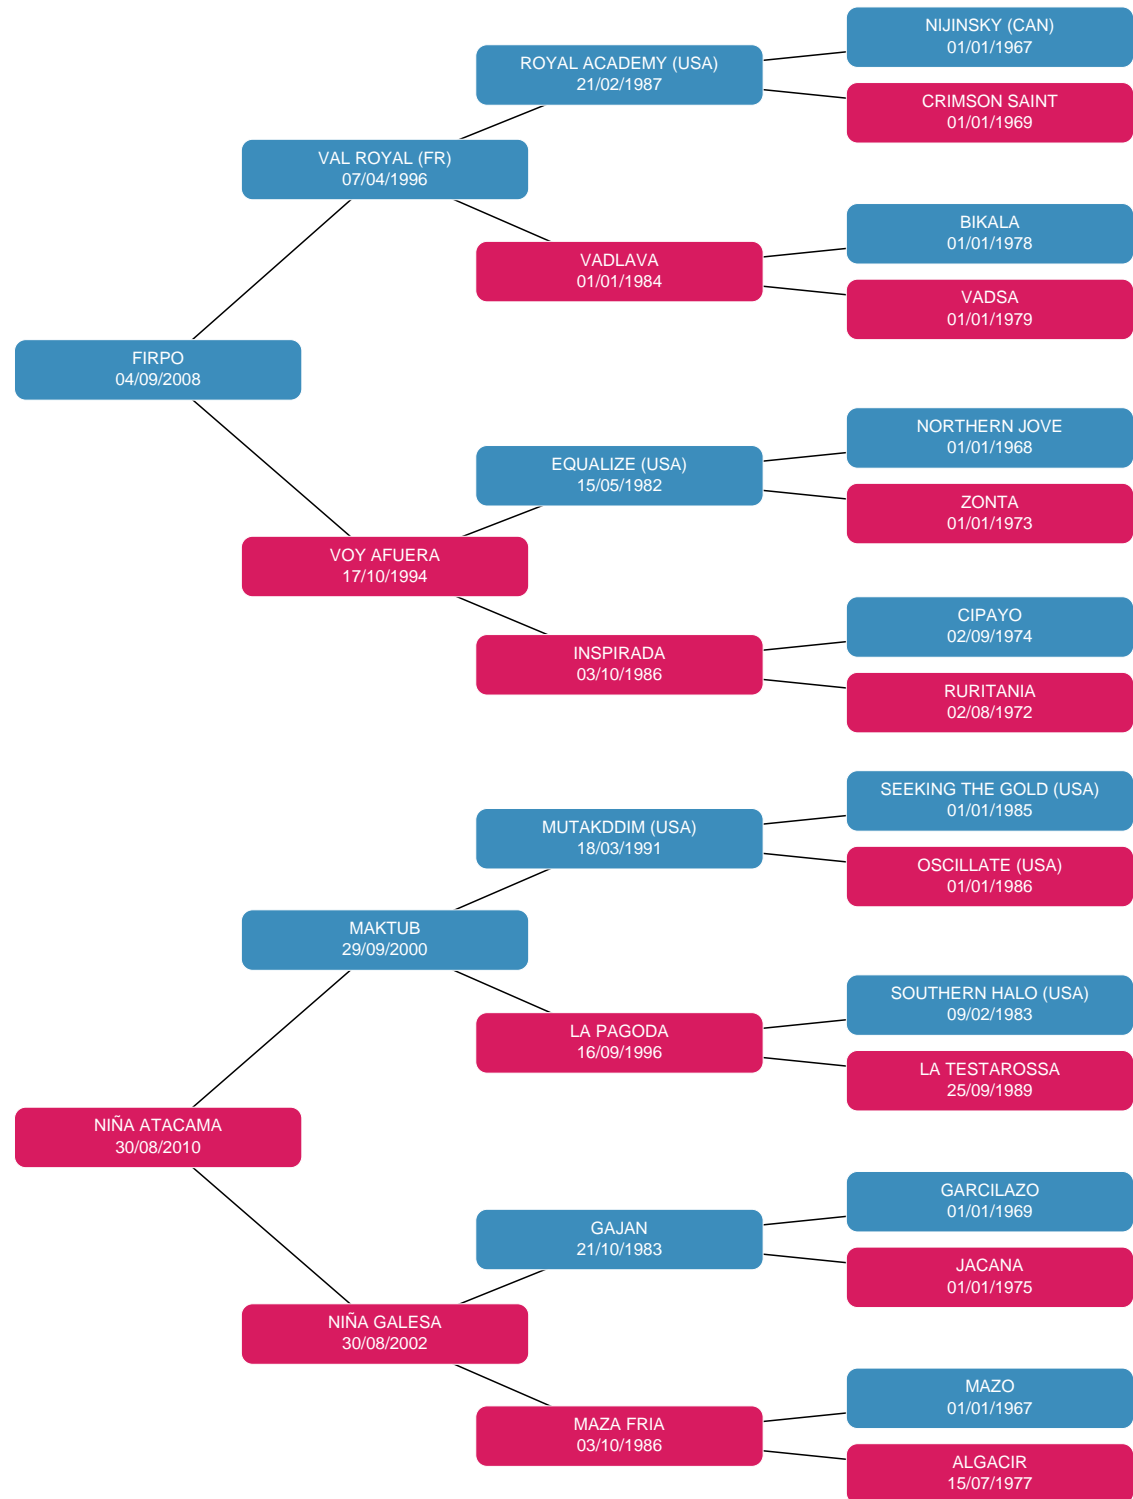 NIJINSKY (CAN)
01/01/1967
ROYAL ACADEMY (USA)
21/02/1987
CRIMSON SAINT
01/01/1969
VAL ROYAL (FR)
07/04/1996
BIKALA
01/01/1978
VADLAVA
01/01/1984
VADSA
01/01/1979
FIRPO
04/09/2008
NORTHERN JOVE
01/01/1968
EQUALIZE (USA)
15/05/1982
ZONTA
01/01/1973
VOY AFUERA
17/10/1994
CIPAYO
02/09/1974
INSPIRADA
03/10/1986
RURITANIA
02/08/1972
SEEKING THE GOLD (USA)
01/01/1985
MUTAKDDIM (USA)
18/03/1991
OSCILLATE (USA)
01/01/1986
MAKTUB
29/09/2000
SOUTHERN HALO (USA)
09/02/1983
LA PAGODA
16/09/1996
LA TESTAROSSA
25/09/1989
NIÑA ATACAMA
30/08/2010
GARCILAZO
01/01/1969
GAJAN
21/10/1983
JACANA
01/01/1975
NIÑA GALESA
30/08/2002
MAZO
01/01/1967
MAZA FRIA
03/10/1986
ALGACIR
15/07/1977